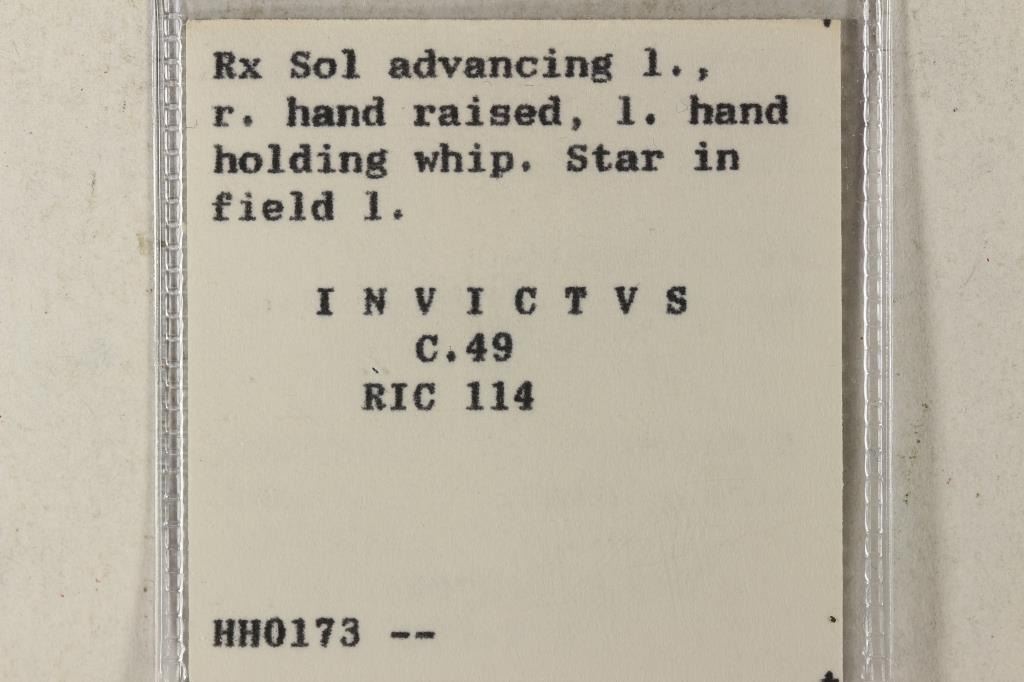 Rx Sol advancing l.,
r. hand raised, l. hand
holding whip. Star in
field l.
I N V I C T V S
C.49
RIC 114
HH0173 --